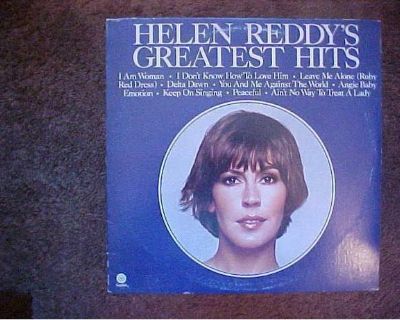 HELEN REDDY'S
GREATEST HITS
I Am Woman • I Don't Know How To Love Him • Leave Me Alone (Ruby
Red Dress) • Delta Dawn • You And Me Against The World • Angie Baby
Emotion • Keep On Singing • Peaceful • Ain't No Way To Treat A Lady